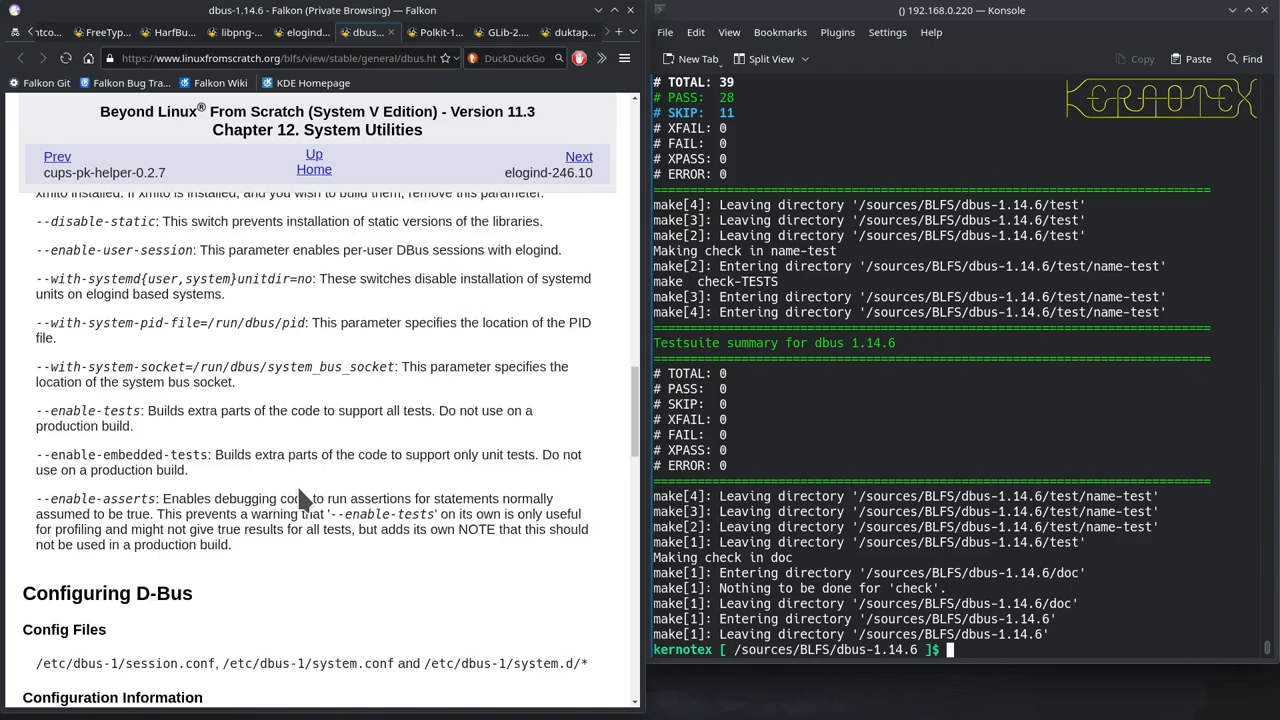 dbus-1.14.6 – Falkon (Private Browsing) — Falkon
ntco...
FreeTyp...
HarfBu...
libpng-...
elogind...
dbus...
Polkit-1...
GLib-2....
duktap...
https://www.linuxfromscratch.org/blfs/view/stable/general/dbus.ht
DuckDuckGo
Falkon Git
Falkon Bug Tra...
Falkon Wiki
KDE Homepage
Beyond Linux® From Scratch (System V Edition) - Version 11.3
Chapter 12. System Utilities
Prev
Up
Next
cups-pk-helper-0.2.7
Home
elogind-246.10
xmlto installed. If xmlto is installed, and you wish to build them, remove this parameter.
--disable-static: This switch prevents installation of static versions of the libraries.
--enable-user-session: This parameter enables per-user DBus sessions with elogind.
--with-systemd{user,system}unitdir=no: These switches disable installation of systemd
units on elogind based systems.
--with-system-pid-file=/run/dbus/pid: This parameter specifies the location of the PID
file.
--with-system-socket=/run/dbus/system_bus_socket: This parameter specifies the
location of the system bus socket.
--enable-tests: Builds extra parts of the code to support all tests. Do not use on a
production build.
--enable-embedded-tests: Builds extra parts of the code to support only unit tests. Do not
use on a production build.
--enable-asserts: Enables debugging code to run assertions for statements normally
assumed to be true. This prevents a warning that '--enable-tests' on its own is only useful
for profiling and might not give true results for all tests, but adds its own NOTE that this should
not be used in a production build.
Configuring D-Bus
Config Files
/etc/dbus-1/session.conf, /etc/dbus-1/system.conf and /etc/dbus-1/system.d/*
Configuration Information
() 192.168.0.220 — Konsole
File Edit View Bookmarks Plugins Settings Help
New Tab
Split View
Copy
Paste
Find
KERNOTEX
# TOTAL: 39
# PASS:  28
# SKIP:  11
# XFAIL: 0
# FAIL:  0
# XPASS: 0
# ERROR: 0
============================================================================
make[4]: Leaving directory '/sources/BLFS/dbus-1.14.6/test'
make[3]: Leaving directory '/sources/BLFS/dbus-1.14.6/test'
make[2]: Leaving directory '/sources/BLFS/dbus-1.14.6/test'
Making check in name-test
make[2]: Entering directory '/sources/BLFS/dbus-1.14.6/test/name-test'
make  check-TESTS
make[3]: Entering directory '/sources/BLFS/dbus-1.14.6/test/name-test'
make[4]: Entering directory '/sources/BLFS/dbus-1.14.6/test/name-test'
============================================================================
Testsuite summary for dbus 1.14.6
============================================================================
# TOTAL: 0
# PASS:  0
# SKIP:  0
# XFAIL: 0
# FAIL:  0
# XPASS: 0
# ERROR: 0
============================================================================
make[4]: Leaving directory '/sources/BLFS/dbus-1.14.6/test/name-test'
make[3]: Leaving directory '/sources/BLFS/dbus-1.14.6/test/name-test'
make[2]: Leaving directory '/sources/BLFS/dbus-1.14.6/test/name-test'
make[1]: Leaving directory '/sources/BLFS/dbus-1.14.6/test'
Making check in doc
make[1]: Entering directory '/sources/BLFS/dbus-1.14.6/doc'
make[1]: Nothing to be done for 'check'.
make[1]: Leaving directory '/sources/BLFS/dbus-1.14.6/doc'
make[1]: Entering directory '/sources/BLFS/dbus-1.14.6'
make[1]: Leaving directory '/sources/BLFS/dbus-1.14.6'
kernotex [ /sources/BLFS/dbus-1.14.6 ]$